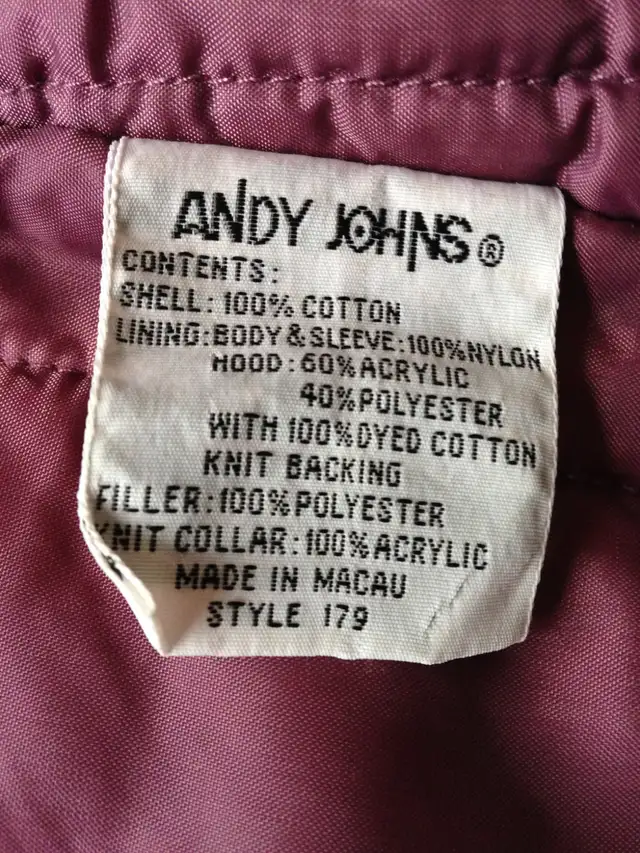 ANDY JOHNS®
CONTENTS:
SHELL: 100% COTTON
LINING: BODY & SLEEVE: 100% NYLON
HOOD: 60% ACRYLIC
40% POLYESTER
WITH 100% DYED COTTON
KNIT BACKING
FILLER: 100% POLYESTER
KNIT COLLAR: 100% ACRYLIC
MADE IN MACAU
STYLE 179